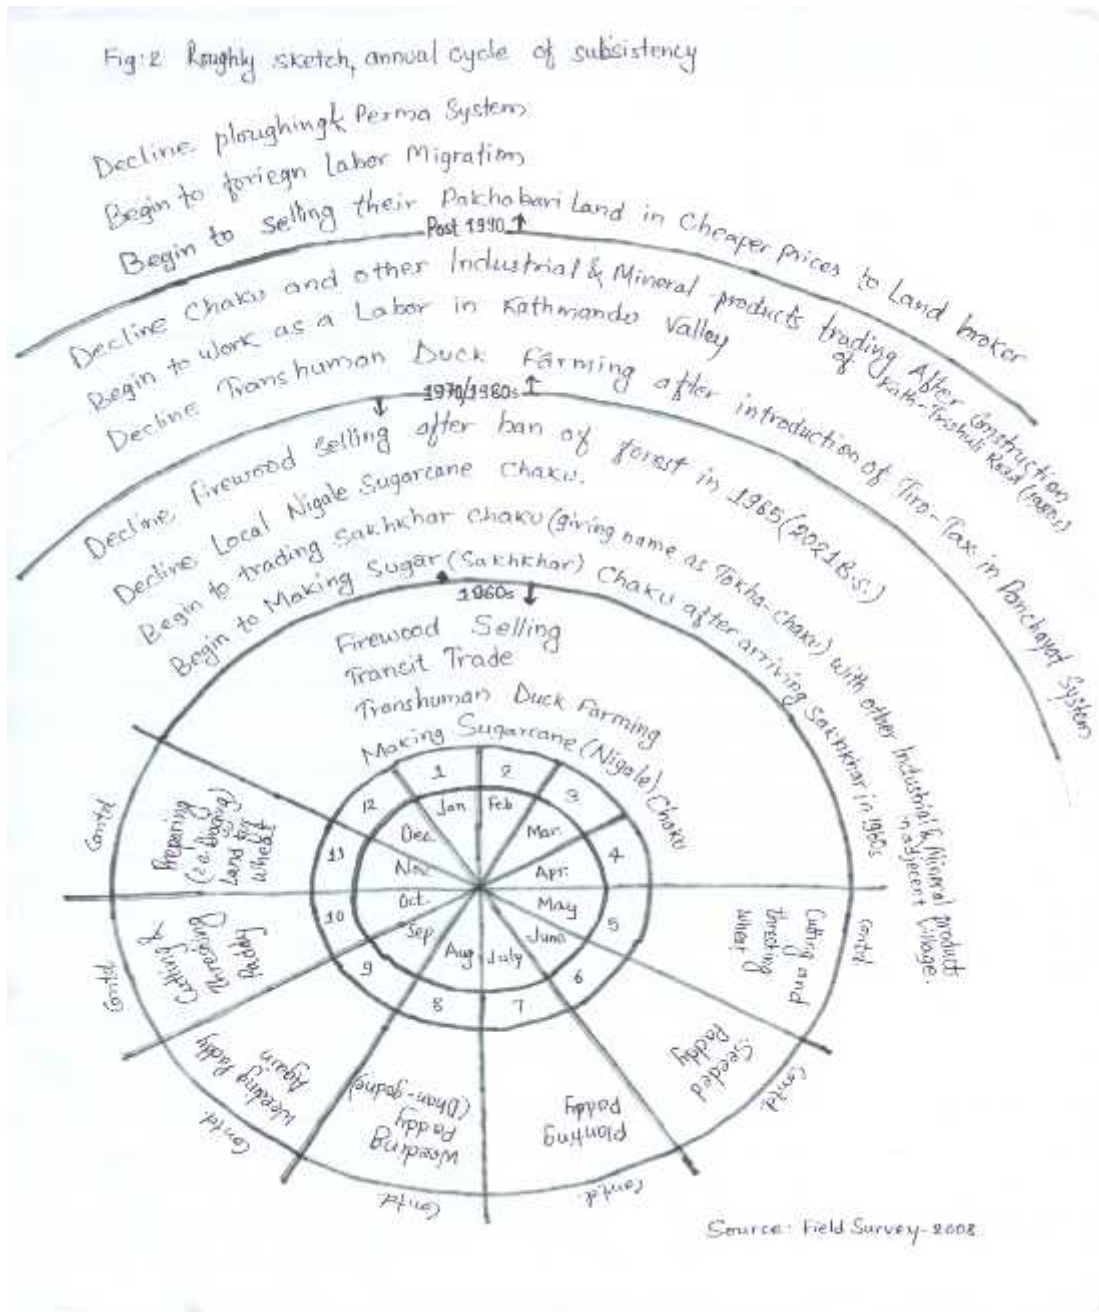 Fig:2 Roughly sketch, annual cycle of subsistency
Decline ploughing & Perma System
Begin to foriegn Labor Migration
Begin to selling their Pakhabari Land in Cheaper prices to Land broker
Post 1990
Decline Chaku and other Industrial & Mineral products trading After Construction
of Kath-Trishuli Road (1980s)
Begin to work as a Labor in Kathmandu Valley
Decline Transhuman Duck Farming after introduction of Tiro-Tax in Panchayat System
1970/1980s
Decline Firewood Selling after ban of forest in 1965 (2021 B.S.)
Decline Local Nigale Sugarcane Chaku.
Begin to trading Sakhkhar Chaku (giving name as Tokha-chaku) with other Industrial & Mineral product
in adjecent village.
Begin to Making Sugar (Sakhkhar) Chaku after arriving Sakhkhar in 1960s
1960s
Firewood Selling
Transit Trade
Transhuman Duck Farming
Making Sugarcane (Nigale) Chaku
1
2
3
4
5
6
7
8
9
10
11
12
Jan
Feb
Mar.
Apr.
May
June
July
Aug
Sep
Oct.
Nov
Dec
Cutting and
thresting
wheat
Contd
Seeded
Paddy
Contd.
Planting
Paddy
Contd.
Weeding
Paddy
(Dhan-godne)
Contd.
Weeding Paddy
Again
Contd.
Cutting &
Paddy
Contd
Preparing
Land for
wheat
Contd
Source: Field Survey-2008